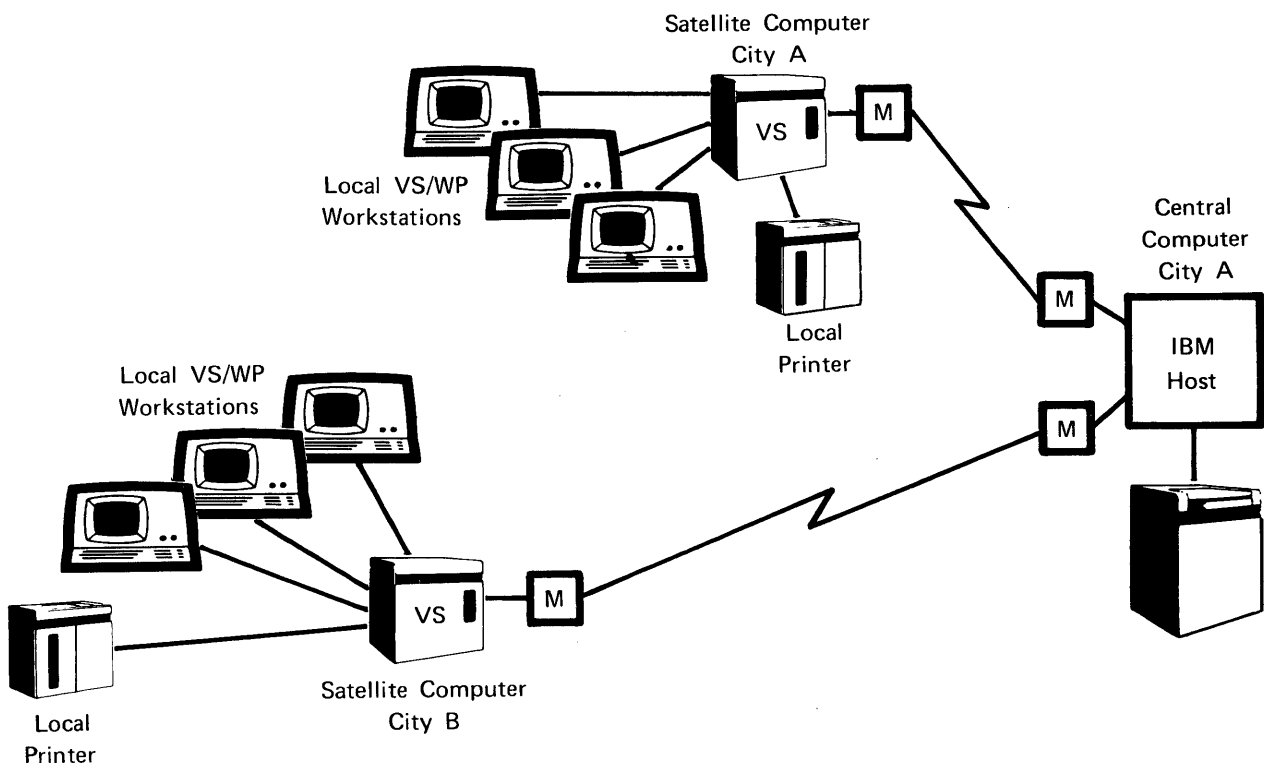 Satellite Computer
City A
VS
M
Local VS/WP
Workstations
Local
Printer
Central
Computer
City A
M
IBM
Host
M
Local VS/WP
Workstations
VS
M
Satellite Computer
City B
Local
Printer